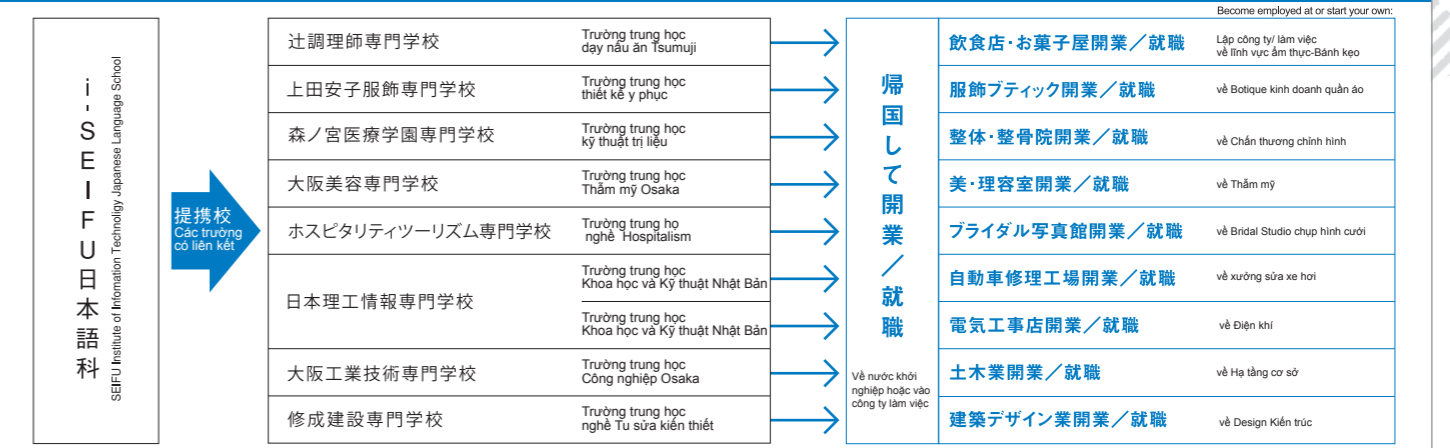 Become employed at or start your own:
i-SEIFU日本語科
SEIFU Institute of Infomation Technoligy Japanese Language School
提携校
Các trường
có liên kết
辻調理師専門学校
Trường trung học
dạy nấu ăn Tsumuji
上田安子服飾専門学校
Trường trung học
thiết kế y phục
森ノ宮医療学園専門学校
Trường trung học
kỹ thuật trị liệu
大阪美容専門学校
Trường trung học
Thẩm mỹ Osaka
ホスピタリティツーリズム専門学校
Trường trung họ
nghề Hospitalism
日本理工情報専門学校
Trường trung học
Khoa học và Kỹ thuật Nhật Bản
Trường trung học
Khoa học và Kỹ thuật Nhật Bản
大阪工業技術専門学校
Trường trung học
Công nghiệp Osaka
修成建設専門学校
Trường trung học
nghề Tu sửa kiến thiết
帰国して開業／就職
Về nước khởi
nghiệp hoặc vào
công ty làm việc
飲食店・お菓子屋開業／就職
Lập công ty/ làm việc
về lĩnh vực ẩm thực-Bánh kẹo
服飾ブティック開業／就職
về Botique kinh doanh quần áo
整体・整骨院開業／就職
về Chấn thương chỉnh hình
美・理容室開業／就職
về Thẩm mỹ
ブライダル写真館開業／就職
về Bridal Studio chụp hình cưới
自動車修理工場開業／就職
về xưởng sửa xe hơi
電気工事店開業／就職
về Điện khí
土木業開業／就職
về Hạ tầng cơ sở
建築デザイン業開業／就職
về Design Kiến trúc